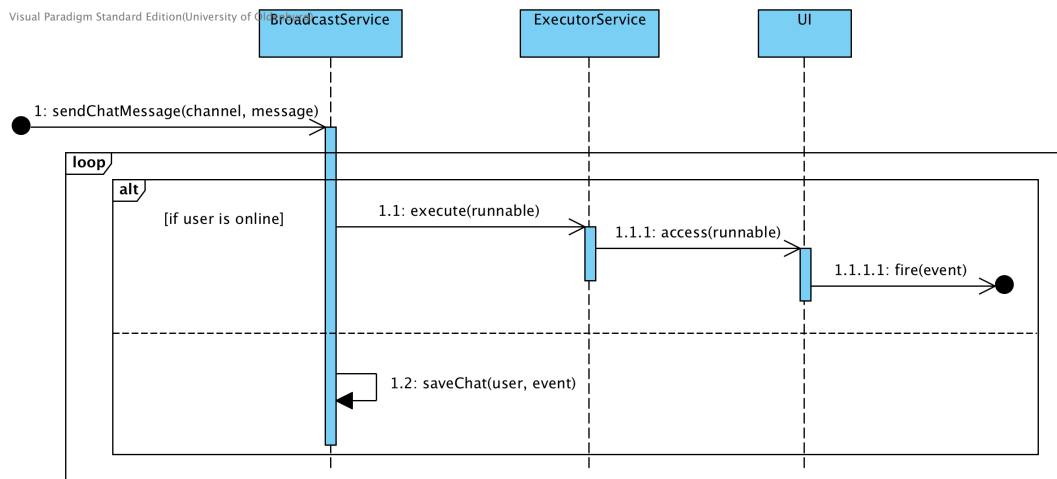 Visual Paradigm Standard Edition(University of Oldenburg)
BroadcastService
ExecutorService
UI
1: sendChatMessage(channel, message)
loop
alt
[if user is online]
1.1: execute(runnable)
1.1.1: access(runnable)
1.1.1.1: fire(event)
1.2: saveChat(user, event)